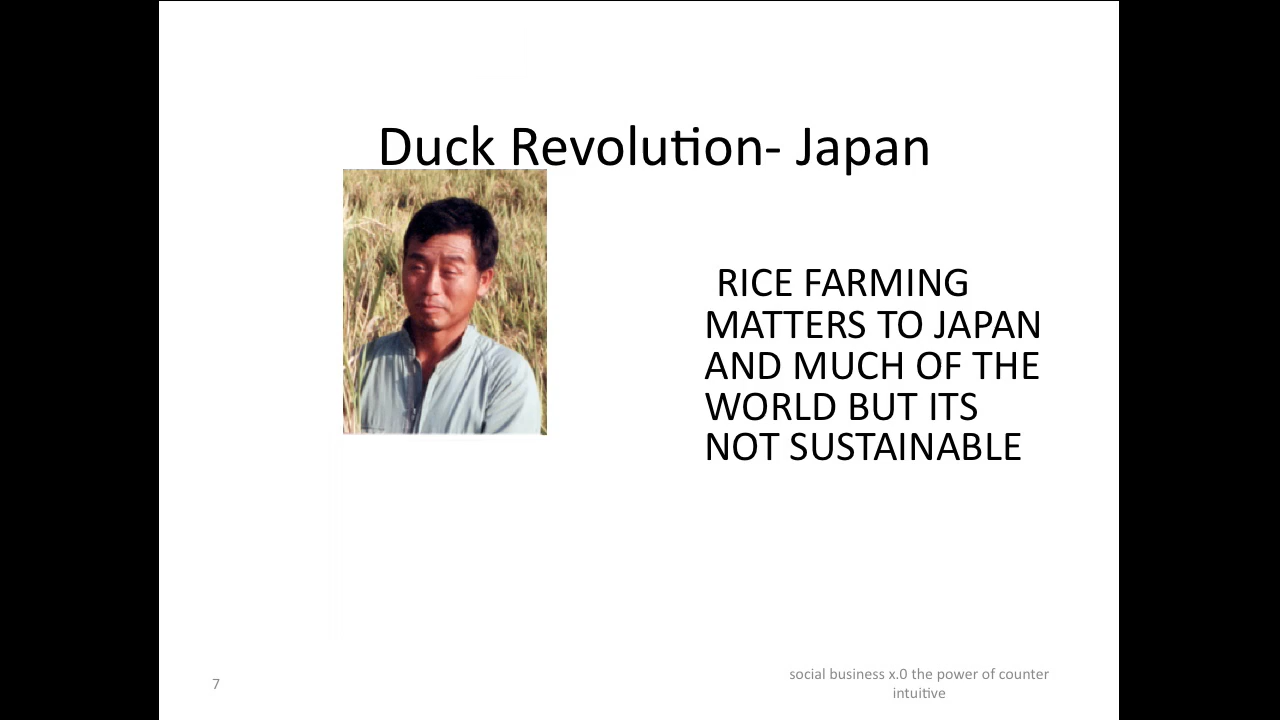 Duck Revolution- Japan
RICE FARMING
MATTERS TO JAPAN
AND MUCH OF THE
WORLD BUT ITS
NOT SUSTAINABLE
7
social business x.0 the power of counter
intuitive